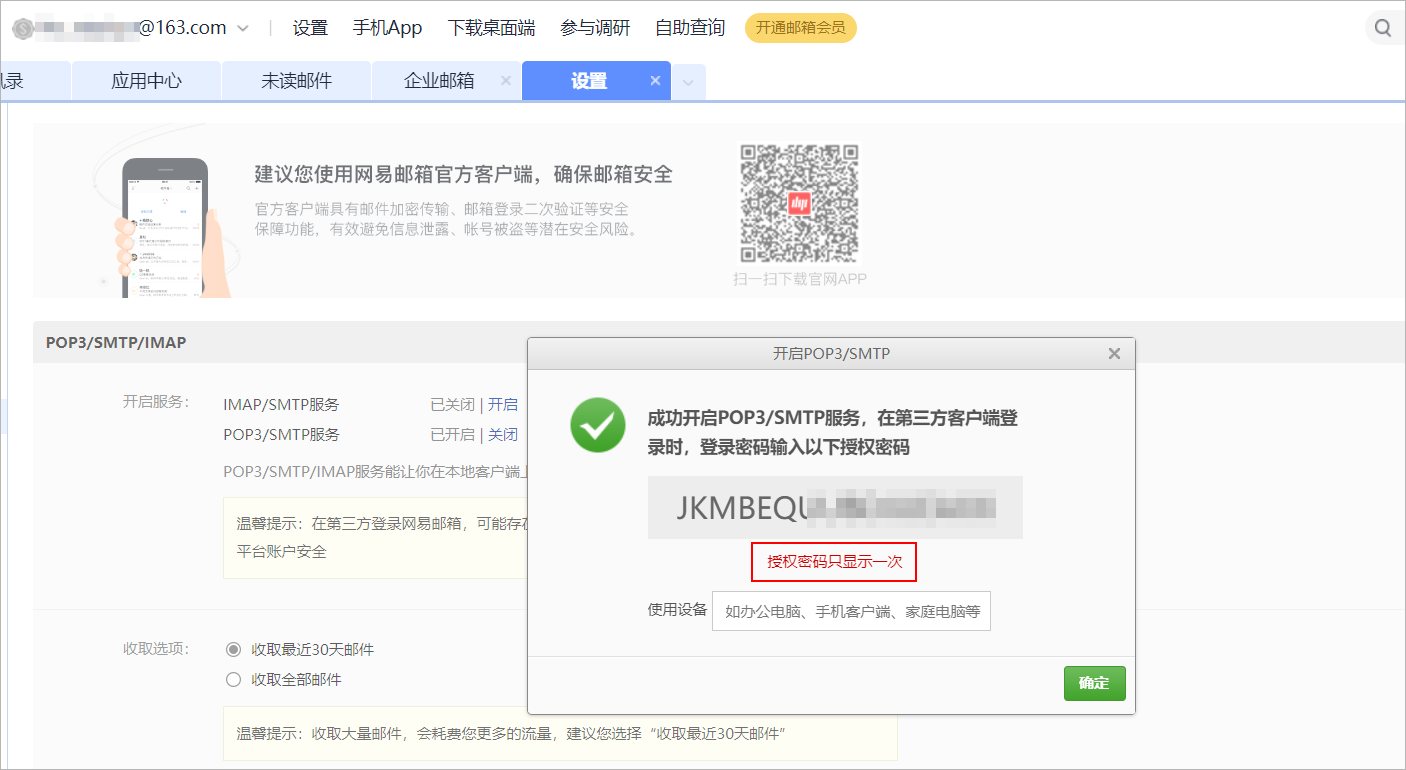 @163.com
设置
手机App
下载桌面端
参与调研
自助查询
开通邮箱会员
应用中心
未读邮件
企业邮箱
设置
建议您使用网易邮箱官方客户端，确保邮箱安全
官方客户端具有邮件加密传输、邮箱登录二次验证等安全
保障功能，有效避免信息泄露、帐号被盗等潜在安全风险。
扫一扫下载官网APP
POP3/SMTP/IMAP
开启服务：
IMAP/SMTP服务
已关闭 | 开启
POP3/SMTP服务
已开启 | 关闭
POP3/SMTP/IMAP服务能让你在本地客户端上
温馨提示：在第三方登录网易邮箱，可能存在
平台账户安全
收取选项：
收取最近30天邮件
收取全部邮件
温馨提示：收取大量邮件，会耗费您更多的流量，建议您选择“收取最近30天邮件”
开启POP3/SMTP
成功开启POP3/SMTP服务，在第三方客户端登
录时，登录密码输入以下授权密码
JKMBEQU
授权密码只显示一次
使用设备
如办公电脑、手机客户端、家庭电脑等
确定